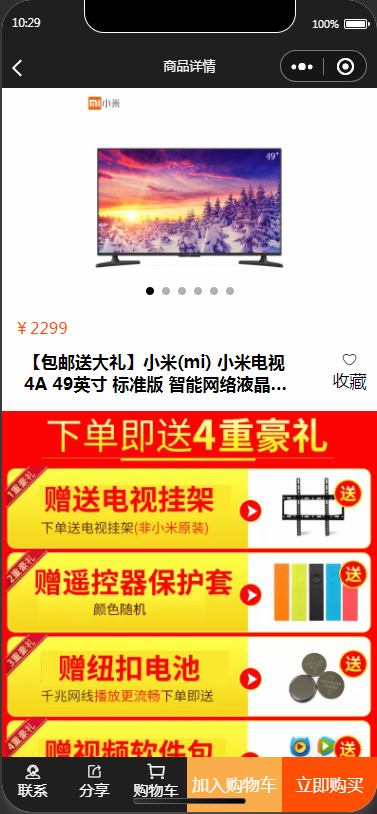 10:29
100%
商品详情
mi 小米
49"
￥2299
【包邮送大礼】小米(mi) 小米电视
4A 49英寸 标准版 智能网络液晶...
收藏
下单即送4重豪礼
1重豪礼
赠送电视挂架
下单送电视挂架(非小米原装)
送
2重豪礼
赠遥控器保护套
颜色随机
送
3重豪礼
赠纽扣电池
千兆网线播放更流畅下单即送
送
4重豪礼
赠视频软件包
送
联系
分享
购物车
加入购物车
立即购买